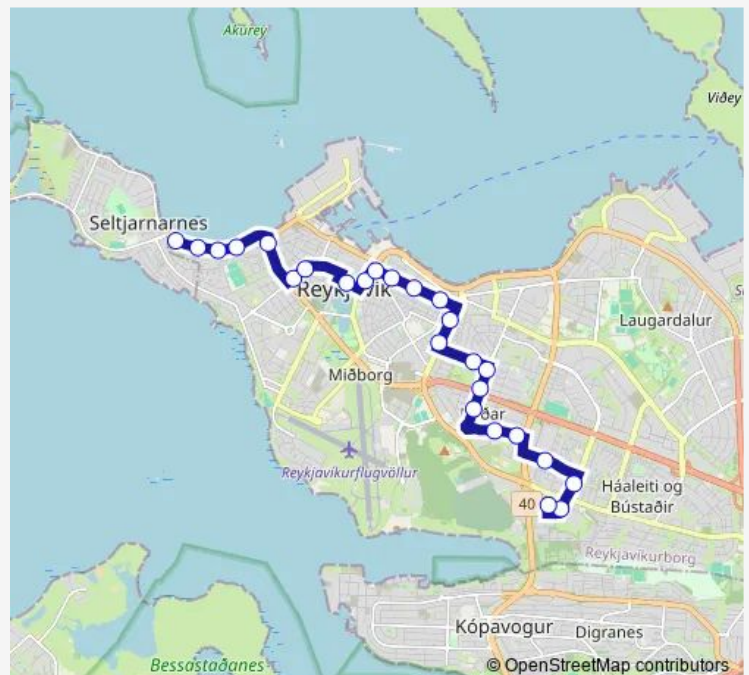 Akurey
Viðey
Seltjarnarnes
Reykjavík
Laugardalur
Miðborg
Reykjavíkurflugvöllur
40
Háaleiti og
Bústaðir
Reykjavíkurborg
Kópavogur
Digranes
Bessastaðanes
© OpenStreetMap contributors